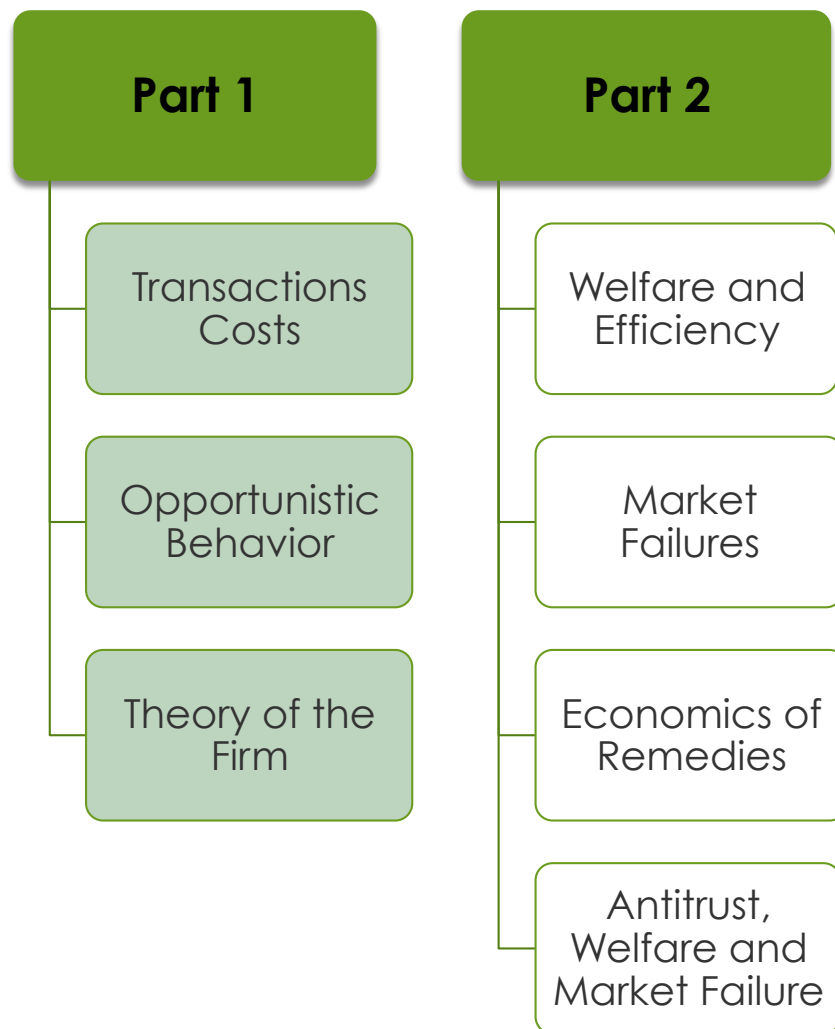 Part 1
Transactions
Costs
Opportunistic
Behavior
Theory of the
Firm
Part 2
Welfare and
Efficiency
Market
Failures
Economics of
Remedies
Antitrust,
Welfare and
Market Failure